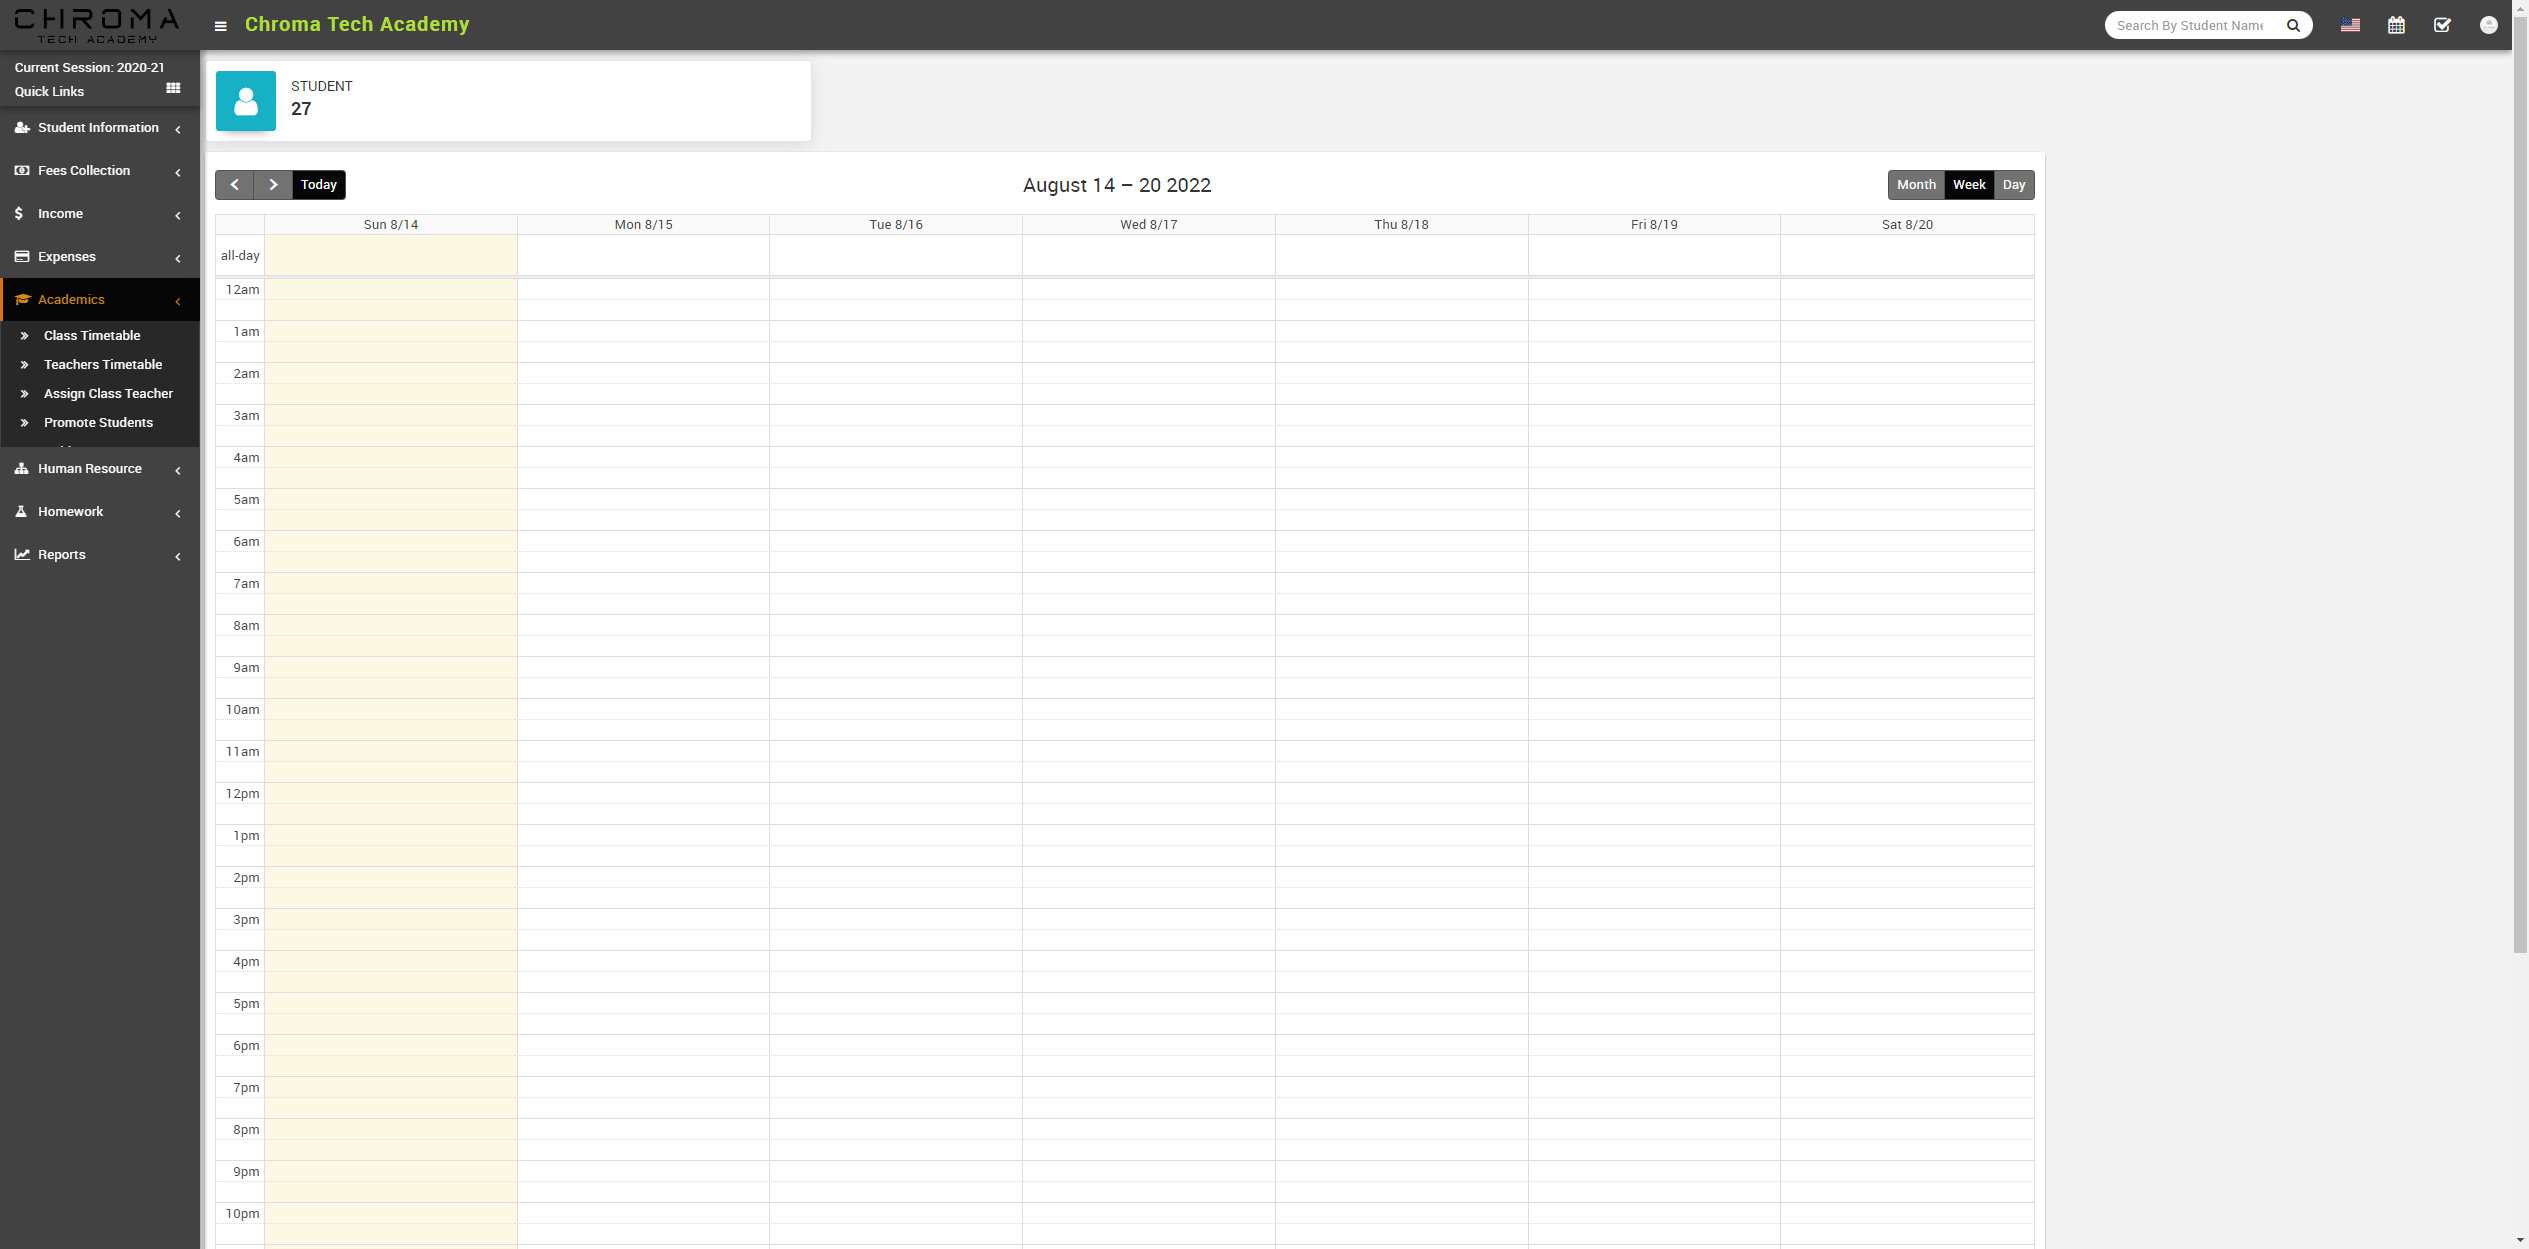 CHROMA
TECH ACADEMY
Chroma Tech Academy
Search By Student Name
Current Session: 2020-21
Quick Links
Student Information
Fees Collection
Income
Expenses
Academics
Class Timetable
Teachers Timetable
Assign Class Teacher
Promote Students
Human Resource
Homework
Reports
STUDENT
27
Today
August 14 – 20 2022
Month Week Day
Sun 8/14 Mon 8/15 Tue 8/16 Wed 8/17 Thu 8/18 Fri 8/19 Sat 8/20
all-day
12am
1am
2am
3am
4am
5am
6am
7am
8am
9am
10am
11am
12pm
1pm
2pm
3pm
4pm
5pm
6pm
7pm
8pm
9pm
10pm